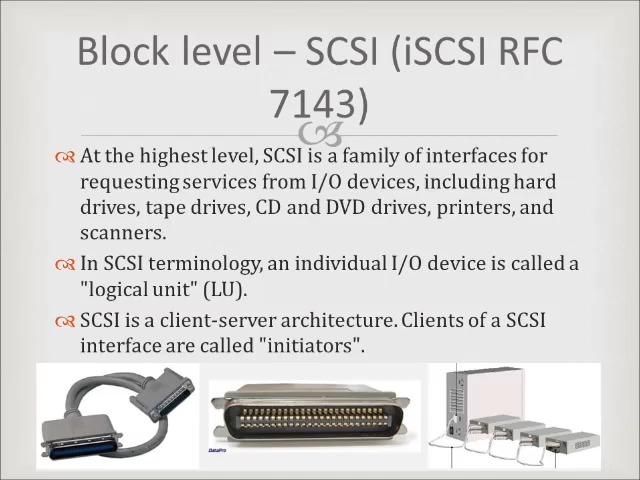 Block level – SCSI (iSCSI RFC
7143)
At the highest level, SCSI is a family of interfaces for
requesting services from I/O devices, including hard
drives, tape drives, CD and DVD drives, printers, and
scanners.
In SCSI terminology, an individual I/O device is called a
"logical unit" (LU).
SCSI is a client-server architecture. Clients of a SCSI
interface are called "initiators".
DataPro